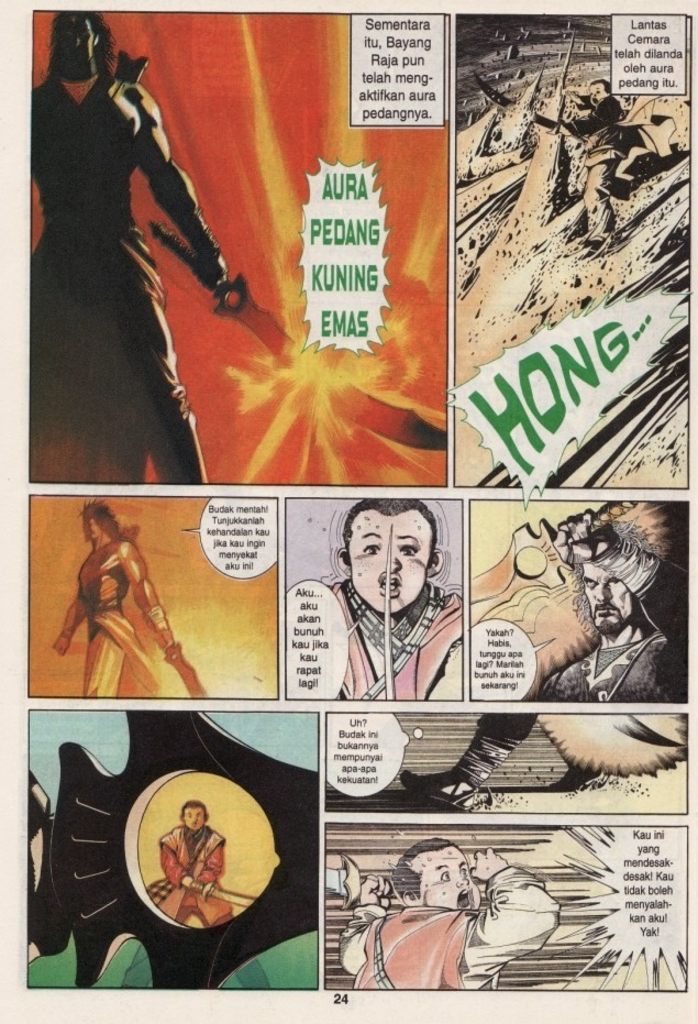 Sementara
itu, Bayang
Raja pun
telah meng-
aktifkan aura
pedangnya.
AURA
PEDANG
KUNING
EMAS
Lantas
Cemara
telah dilanda
oleh aura
pedang itu.
HONG...
Budak mentah!
Tunjukkanlah
kehandalan kau
jika kau ingin
menyekat
aku ini!
Aku...
aku
akan
bunuh
kau jika
kau
rapat
lagi!
Yakah?
Habis,
tunggu apa
lagi? Marilah
bunuh aku ini
sekarang!
Uh?
Budak ini
bukannya
mempunyai
apa-apa
kekuatan!
Kau ini
yang
mendesak-
desak! Kau
tidak boleh
menyalah-
kan aku!
Yak!
24